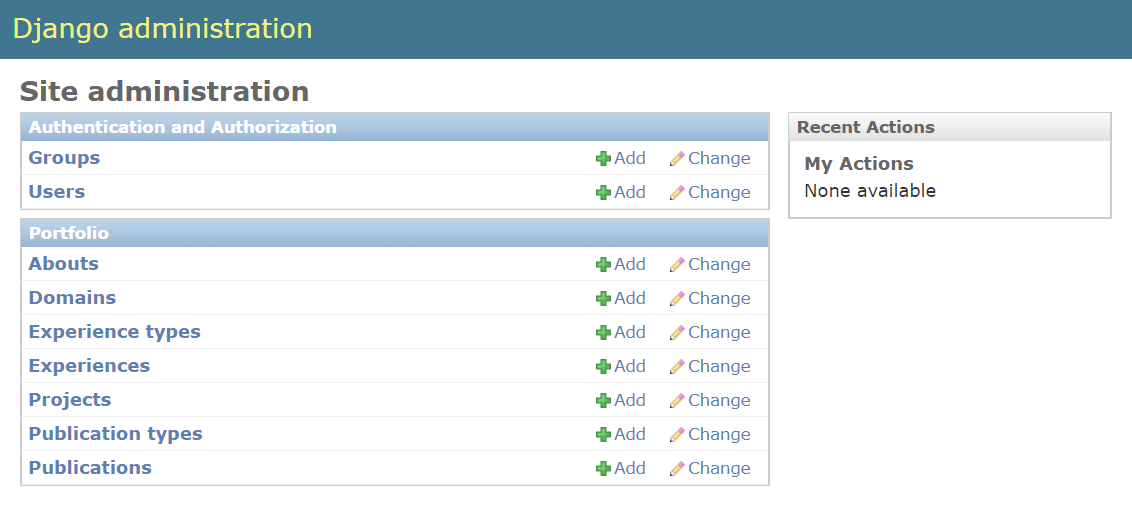 Django administration
Site administration
Authentication and Authorization
Groups Add Change
Users Add Change
Portfolio
Abouts Add Change
Domains Add Change
Experience types Add Change
Experiences Add Change
Projects Add Change
Publication types Add Change
Publications Add Change
Recent Actions
My Actions
None available